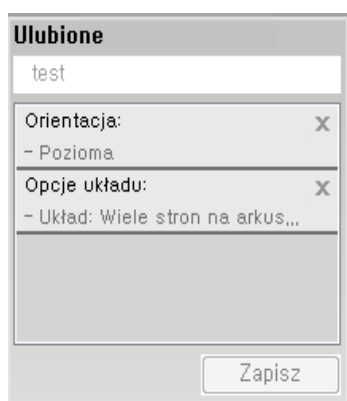 Ulubione
test
Orientacja:
X
- Pozioma
Opcje układu:
X
- Układ: Wiele stron na arkus,,,
Zapisz